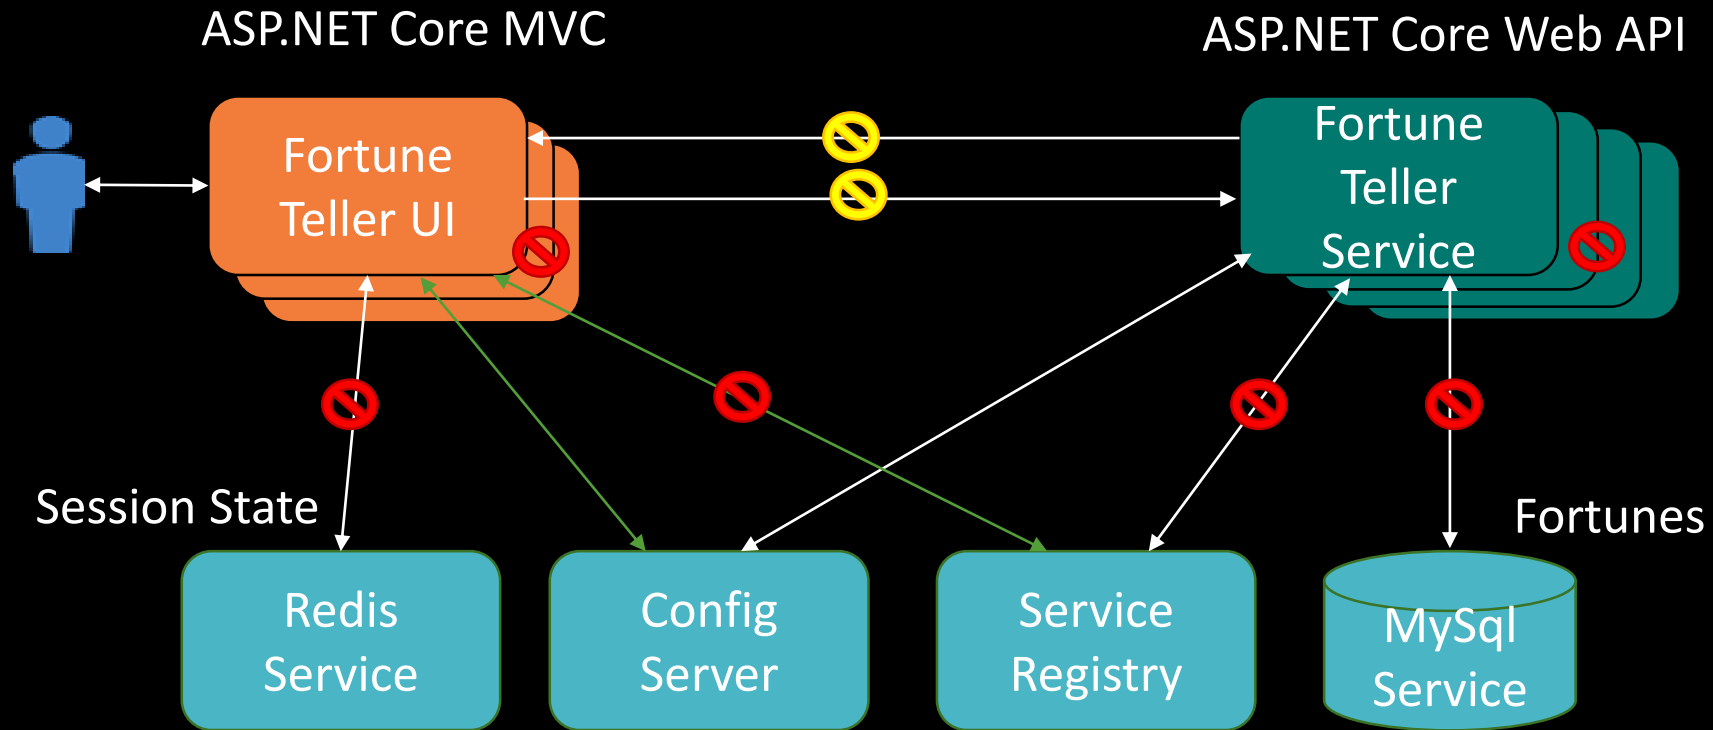 ASP.NET Core MVC
ASP.NET Core Web API
Fortune
Teller UI
Fortune
Teller
Service
Session State
Fortunes
Redis
Service
Config
Server
Service
Registry
MySql
Service